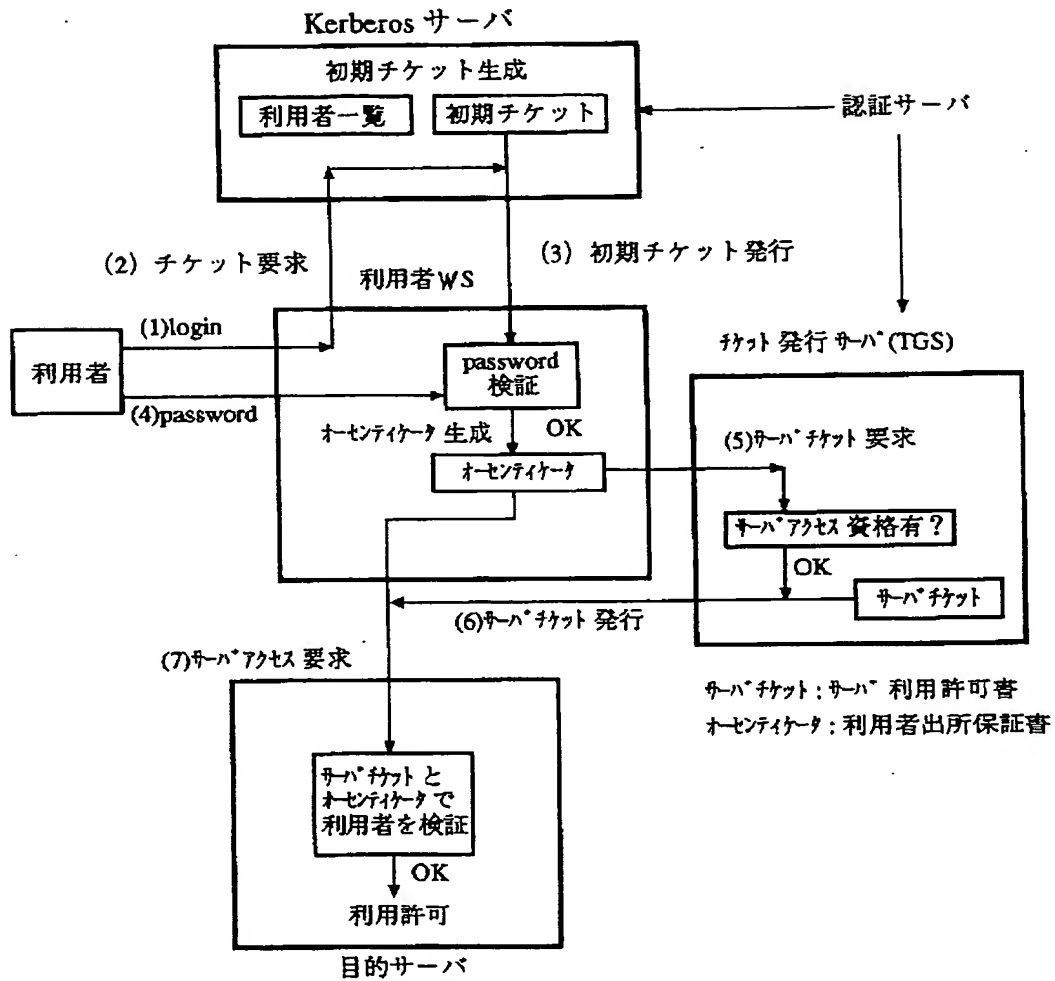 Kerberos サーバ
初期チケット生成
利用者一覧
初期チケット
認証サーバ
(2) チケット要求
(3) 初期チケット発行
利用者WS
(1)login
利用者
(4)password
password
検証
オーセンティケータ 生成
OK
オーセンティケータ
チケット 発行 サーバ(TGS)
(5)サーバチケット 要求
サーバアクセス 資格有?
OK
サーバチケット
(6)サーバチケット 発行
(7)サーバアクセス 要求
サーバチケット:サーバ 利用許可書
オーセンティケータ:利用者出所保証書
サーバチケット と
オーセンティケータ で
利用者を検証
OK
利用許可
目的サーバ